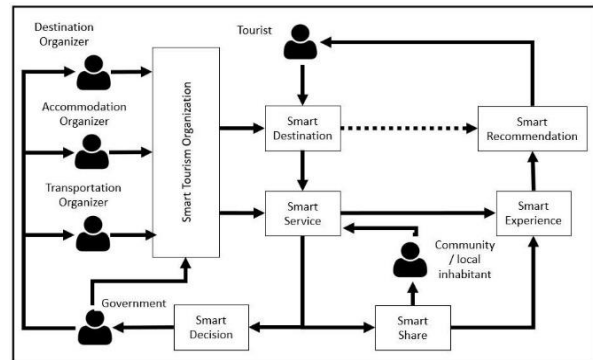 Destination
Organizer
Tourist
Accommodation
Organizer
Smart Tourism Organization
Smart
Destination
Smart
Recommendation
Transportation
Organizer
Smart
Service
Smart
Experience
Community
/ local
inhabitant
Government
Smart
Decision
Smart
Share